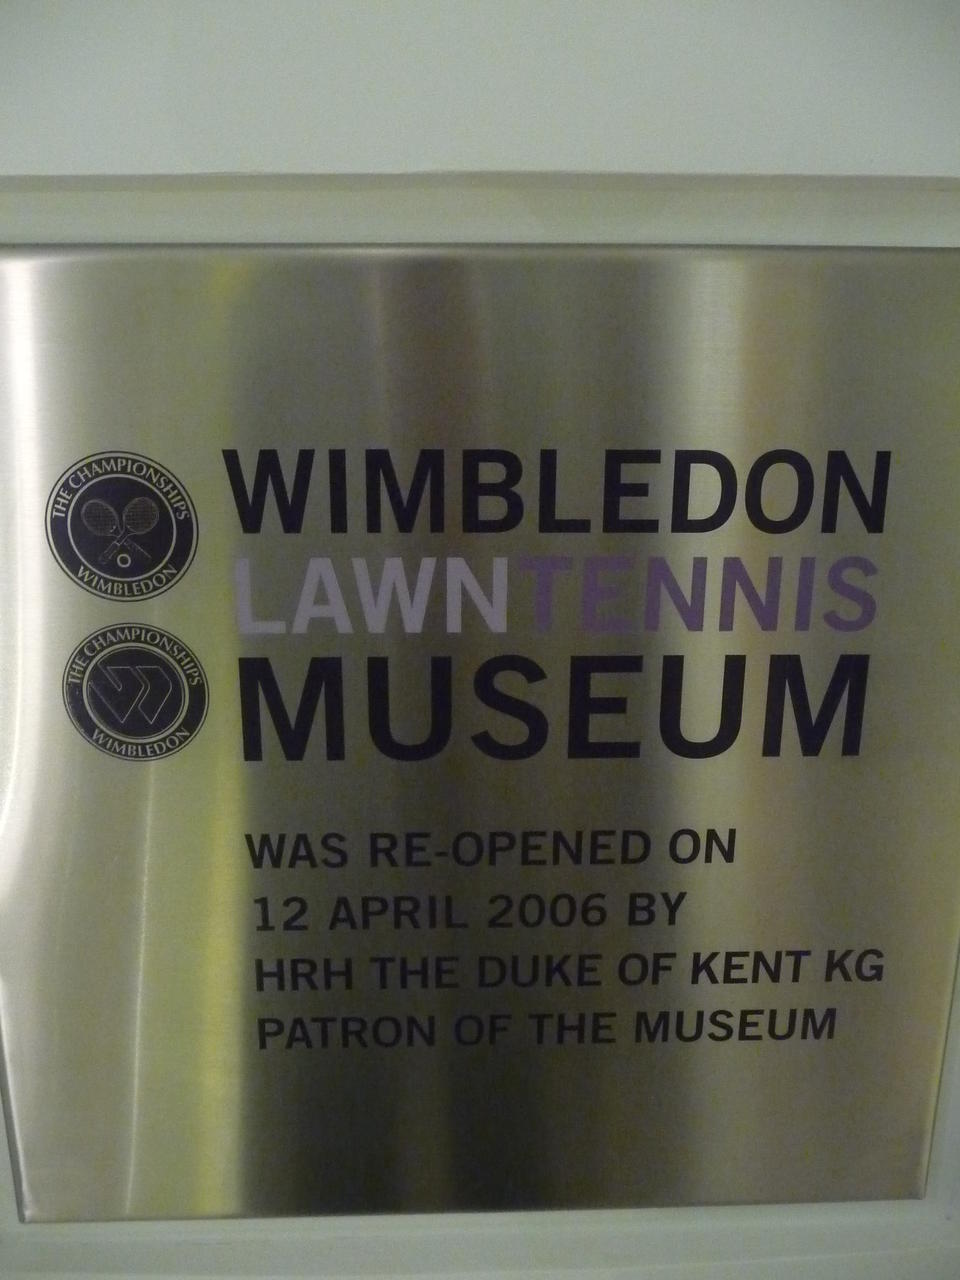 THE CHAMPIONSHIPS
WIMBLEDON
THE CHAMPIONSHIPS
WIMBLEDON
WIMBLEDON
LAWNTENNIS
MUSEUM
WAS RE-OPENED ON
12 APRIL 2006 BY
HRH THE DUKE OF KENT KG
PATRON OF THE MUSEUM